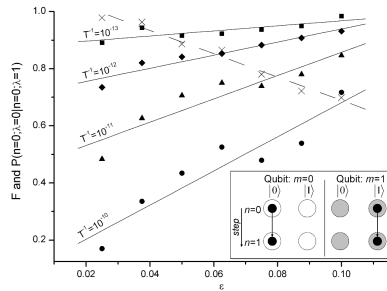 F and P(n=0;λ=0|n=0;λ=1)
1.0
0.8
0.6
0.4
0.2
T⁻¹=10⁻¹³
T⁻¹=10⁻¹²
T⁻¹=10⁻¹¹
T⁻¹=10⁻¹⁰
Qubit: m=0 Qubit: m=1
|0⟩ |1⟩ |0⟩ |1⟩
n=0
step
n=1
0.02 0.04 0.06 0.08 0.10
ε